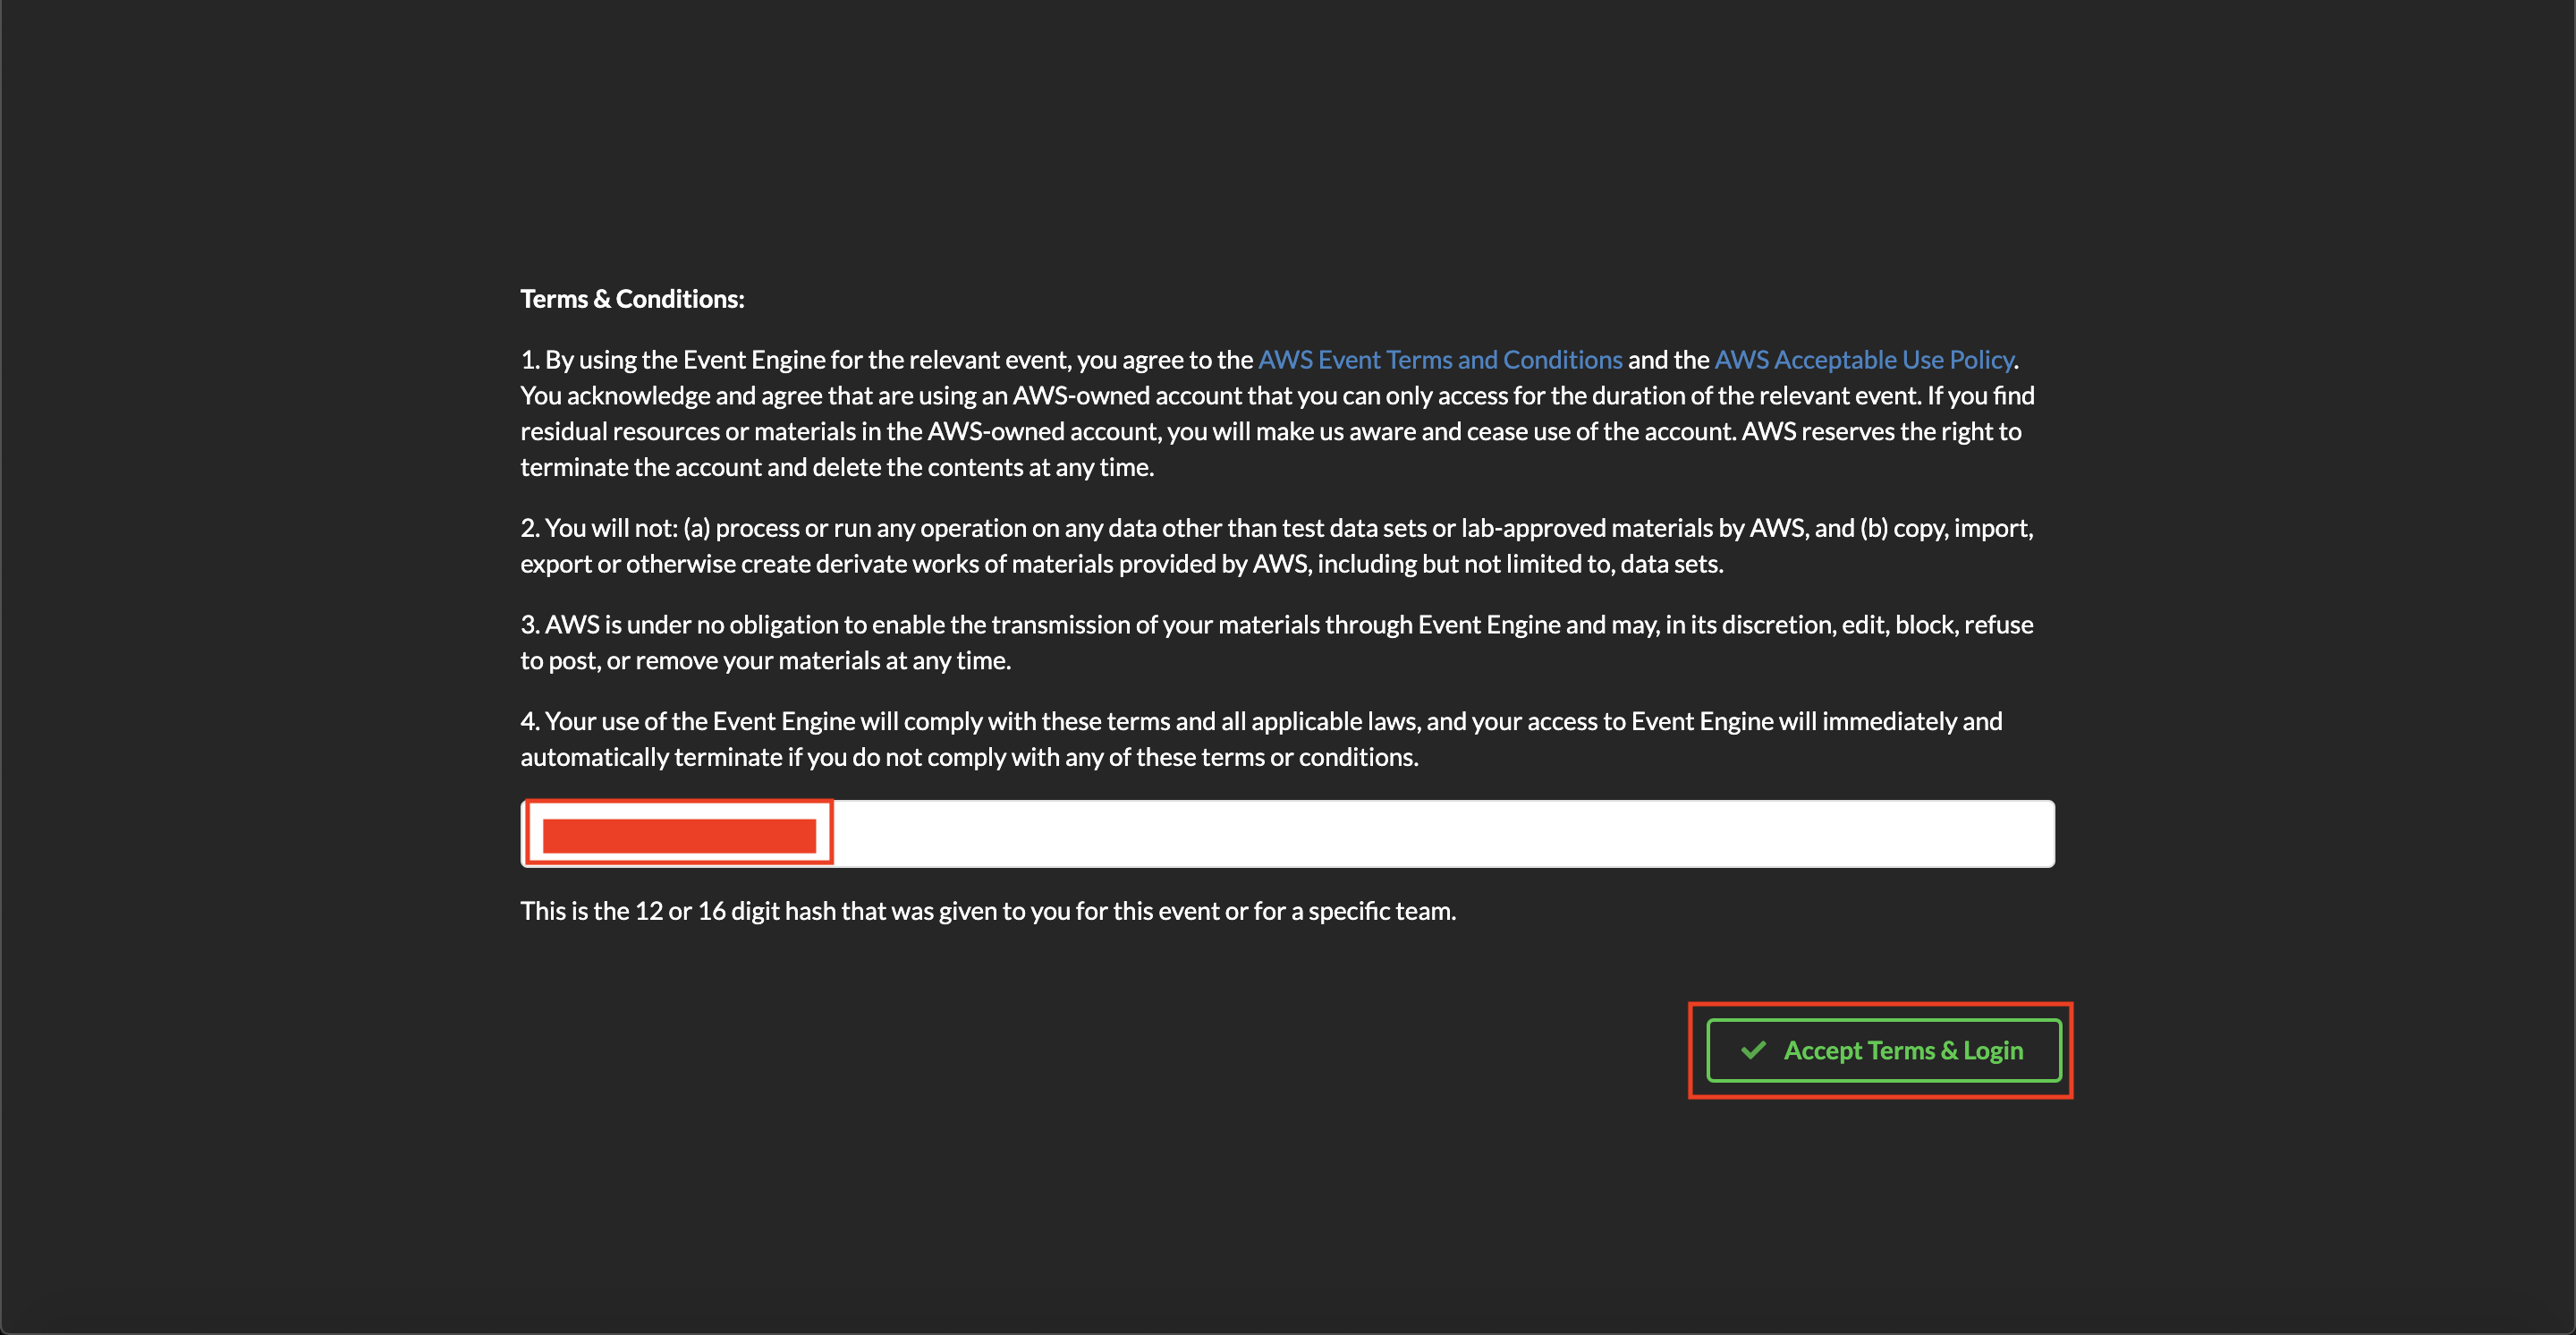 Terms & Conditions:
1. By using the Event Engine for the relevant event, you agree to the AWS Event Terms and Conditions and the AWS Acceptable Use Policy.
You acknowledge and agree that are using an AWS-owned account that you can only access for the duration of the relevant event. If you find
residual resources or materials in the AWS-owned account, you will make us aware and cease use of the account. AWS reserves the right to
terminate the account and delete the contents at any time.
2. You will not: (a) process or run any operation on any data other than test data sets or lab-approved materials by AWS, and (b) copy, import,
export or otherwise create derivate works of materials provided by AWS, including but not limited to, data sets.
3. AWS is under no obligation to enable the transmission of your materials through Event Engine and may, in its discretion, edit, block, refuse
to post, or remove your materials at any time.
4. Your use of the Event Engine will comply with these terms and all applicable laws, and your access to Event Engine will immediately and
automatically terminate if you do not comply with any of these terms or conditions.
This is the 12 or 16 digit hash that was given to you for this event or for a specific team.
Accept Terms & Login